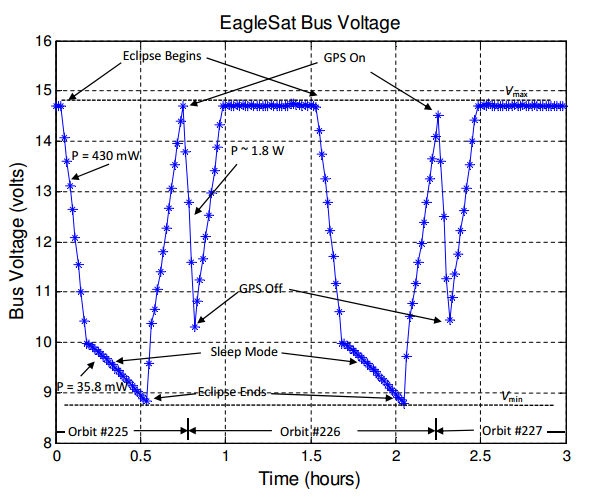 EagleSat Bus Voltage
16
Eclipse Begins
GPS On
15
Vmax
14
P = 430 mW
P ~ 1.8 W
13
12
Bus Voltage (volts)
11
GPS Off
10
Sleep Mode
P = 35.8 mW
Eclipse Ends
9
Vmin
Orbit #225
Orbit #226
Orbit #227
8
0
0.5
1
1.5
2
2.5
3
Time (hours)